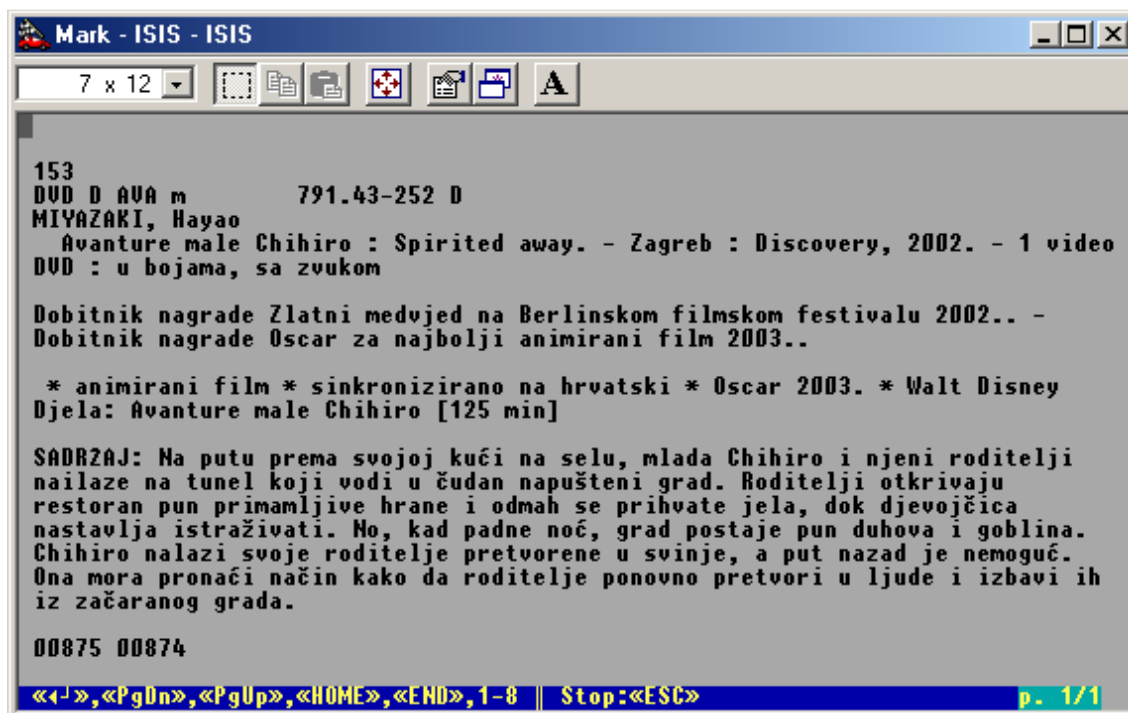 Mark - ISIS - ISIS
7 x 12
A
153
DVD D AVA m 791.43-252 D
MIYAZAKI, Hayao
Avanture male Chihiro : Spirited away. - Zagreb : Discovery, 2002. - 1 video
DVD : u bojama, sa zvukom
Dobitnik nagrade Zlatni medvjed na Berlinskom filmskom festivalu 2002.. -
Dobitnik nagrade Oscar za najbolji animirani film 2003..
* animirani film * sinkronizirano na hrvatski * Oscar 2003. * Walt Disney
Djela: Avanture male Chihiro [125 min]
SADRZAJ: Na putu prema svojoj kući na selu, mlada Chihiro i njeni roditelji
nailaze na tunel koji vodi u čudan napušteni grad. Roditelji otkrivaju
restoran pun primamljive hrane i odmah se prihvate jela, dok djevojčica
nastavlja istraživati. No, kad padne noć, grad postaje pun duhova i goblina.
Chihiro nalazi svoje roditelje pretvorene u svinje, a put nazad je nemoguć.
Ona mora pronaći način kako da roditelje ponovno pretvori u ljude i izbavi ih
iz začaranog grada.
00875 00874
«◄┘»,«PgDn»,«PgUp»,«HOME»,«END»,1-8 ║ Stop:«ESC» p. 1/1